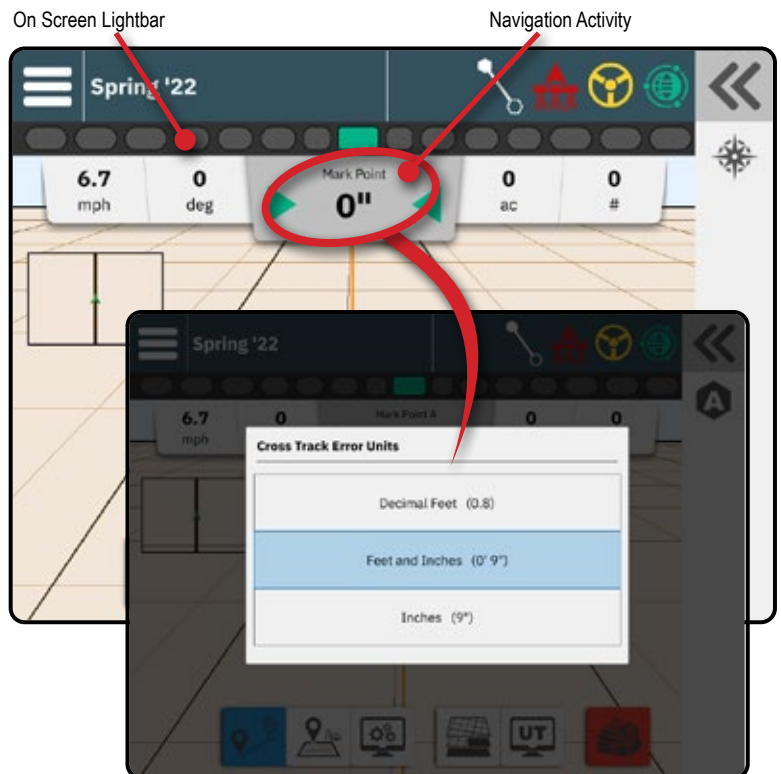 On Screen Lightbar
Navigation Activity
Spring '22
6.7
mph
0
deg
Mark Point
0"
0
ac
0
#
Spring '22
A
6.7
mph
0
Mark Point A
0
0
Cross Track Error Units
Decimal Feet (0.8)
Feet and Inches (0' 9")
Inches (9")
UT